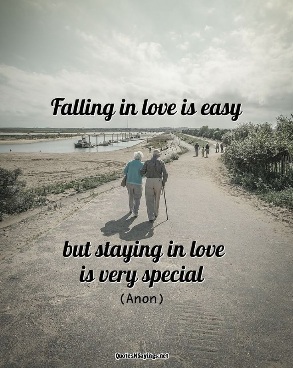 Falling in love is easy
but staying in love
is very special
(Anon)
QuotesNSayings.net